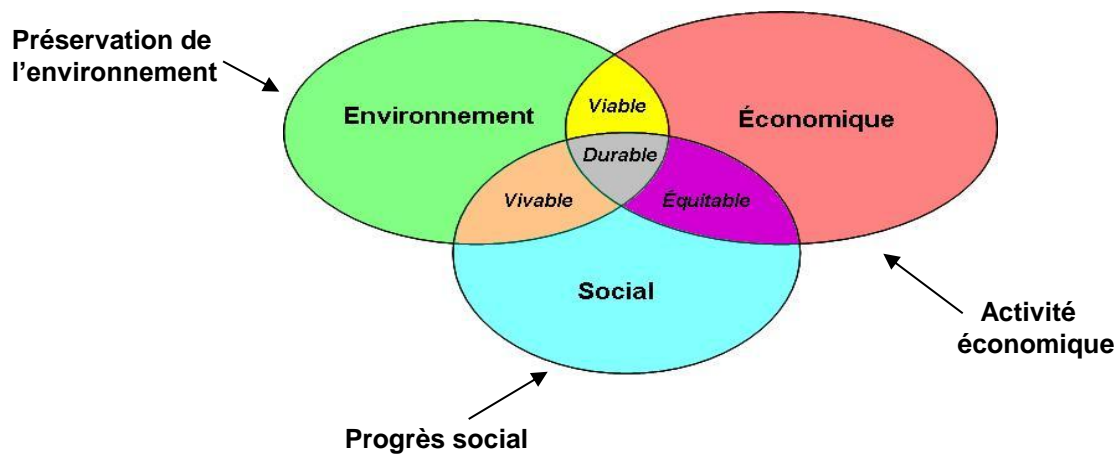 Préservation de
l’environnement
Environnement
Viable
Économique
Durable
Vivable
Équitable
Social
Activité
économique
Progrès social